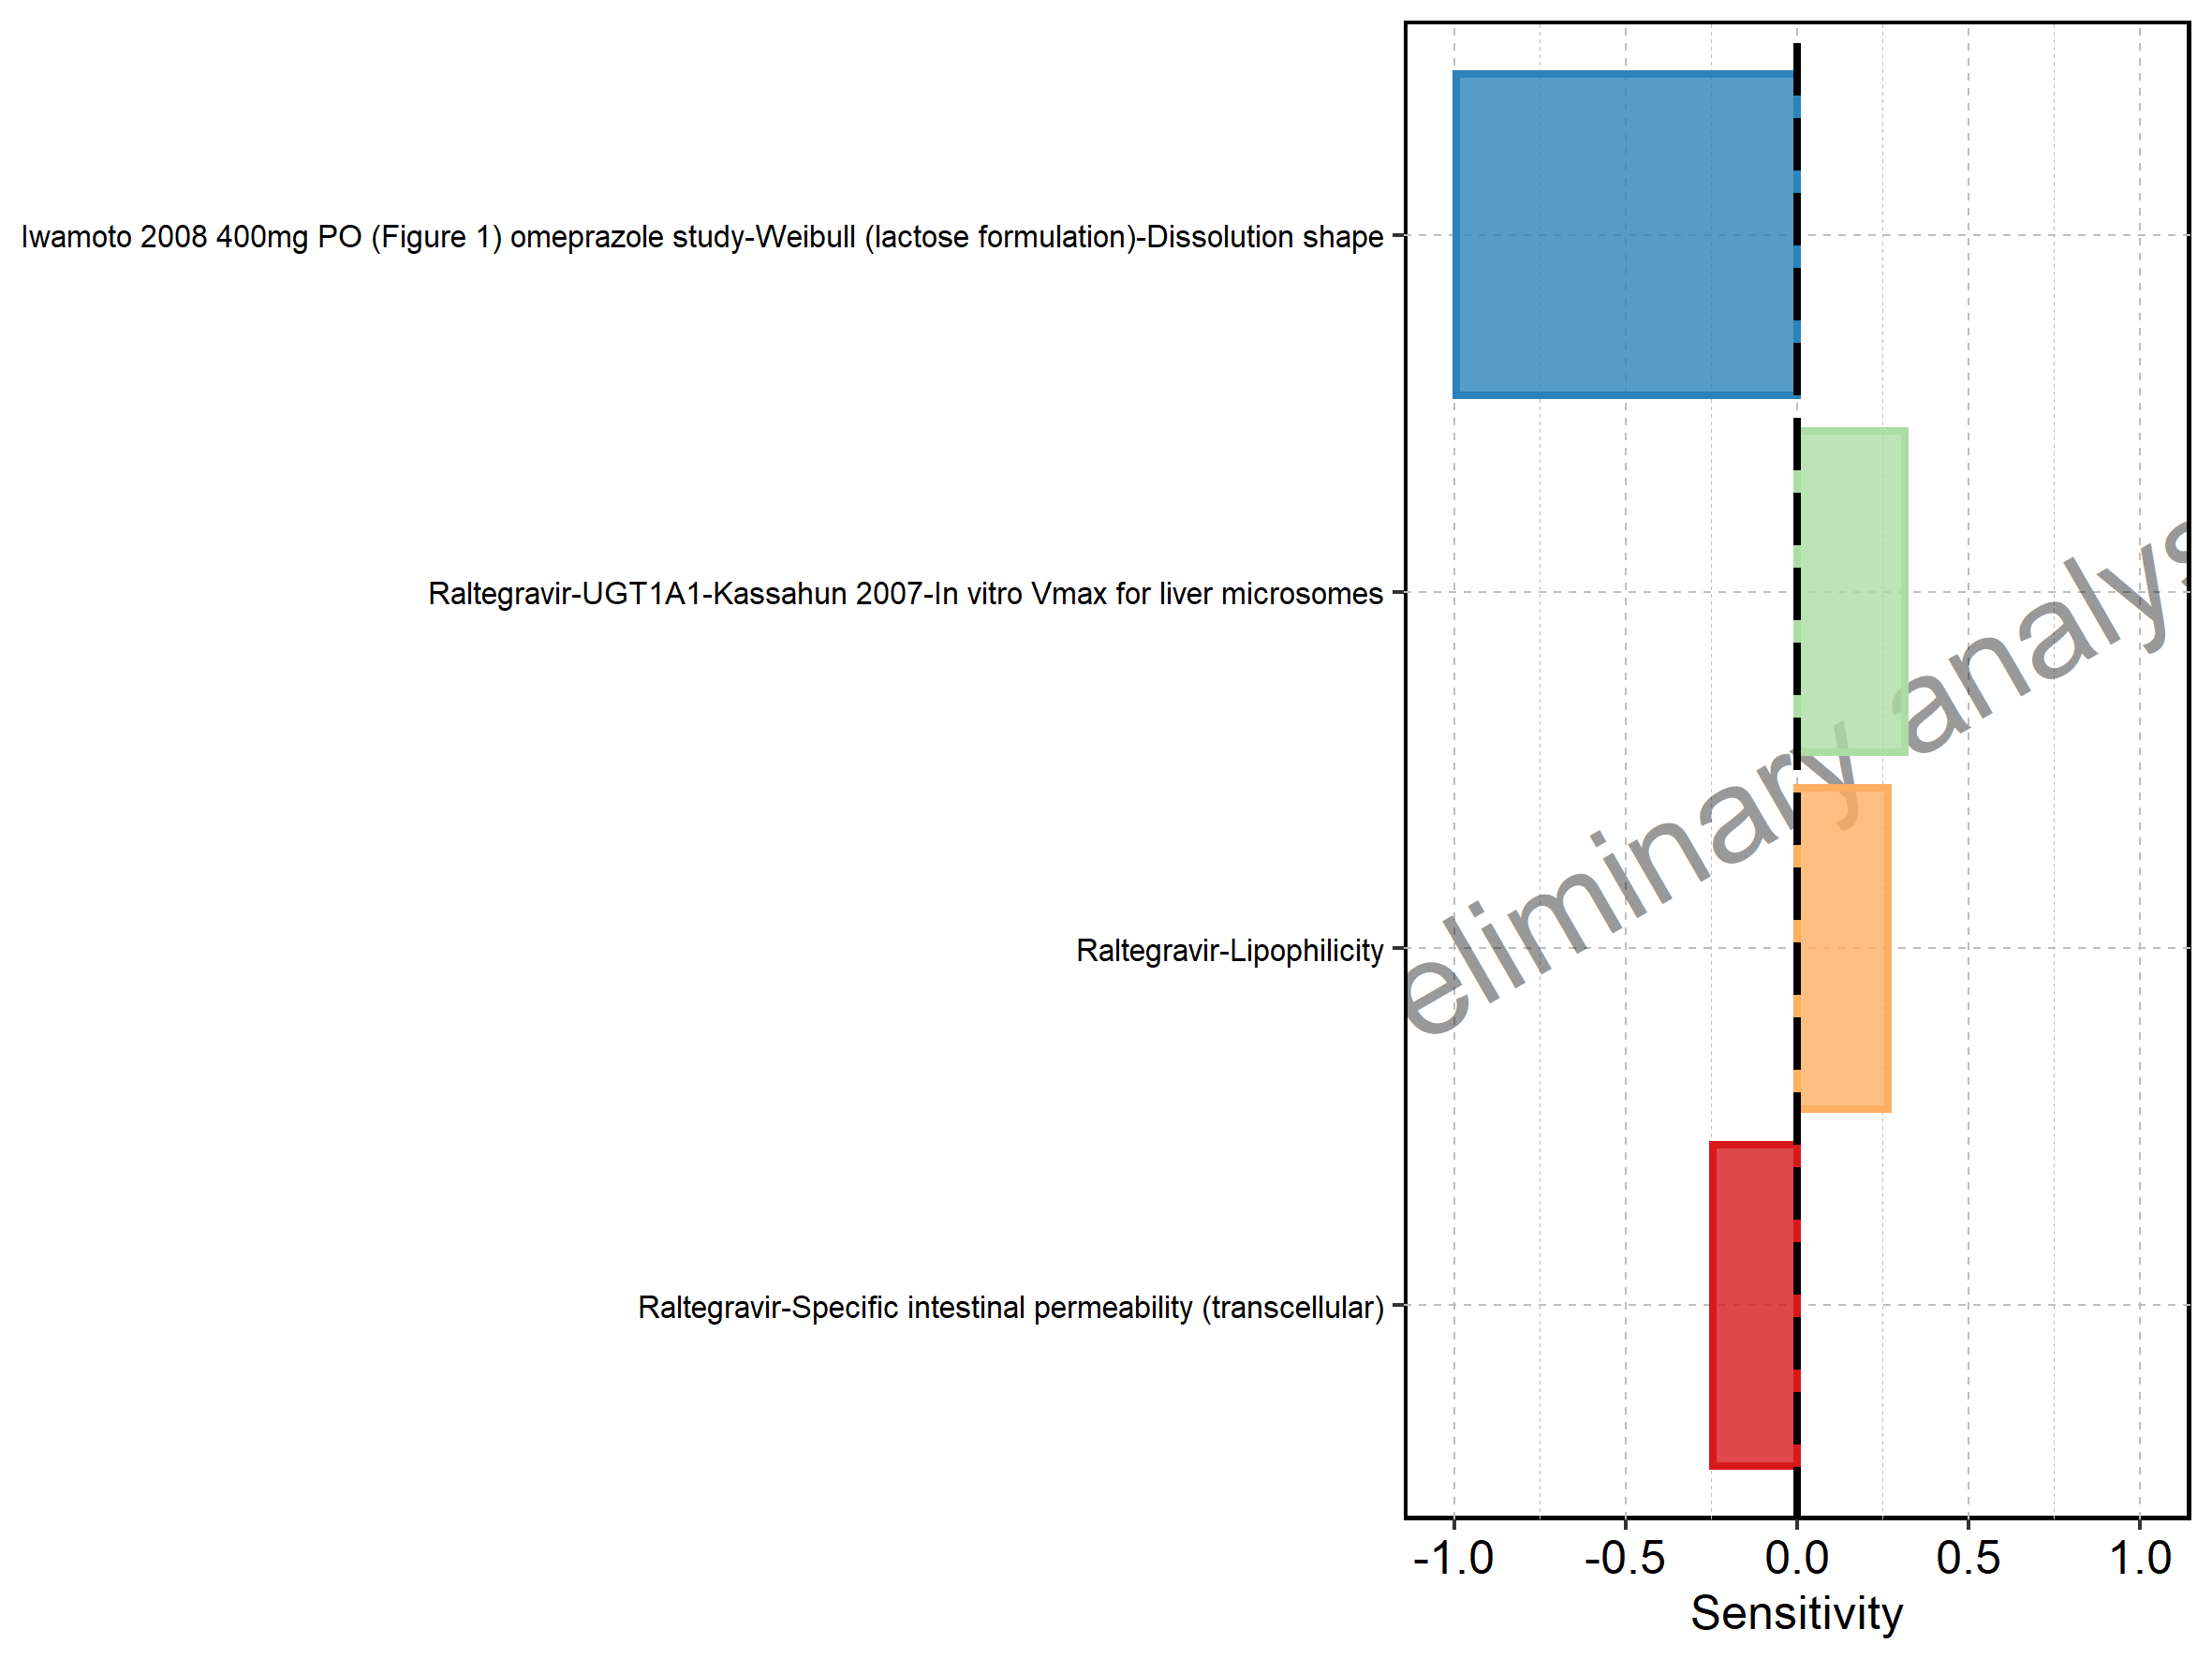 Iwamoto 2008 400mg PO (Figure 1) omeprazole study-Weibull (lactose formulation)-Dissolution shape
Raltegravir-UGT1A1-Kassahun 2007-In vitro Vmax for liver microsomes
Raltegravir-Lipophilicity
Raltegravir-Specific intestinal permeability (transcellular)
eliminary analys
-1.0 -0.5 0.0 0.5 1.0
Sensitivity